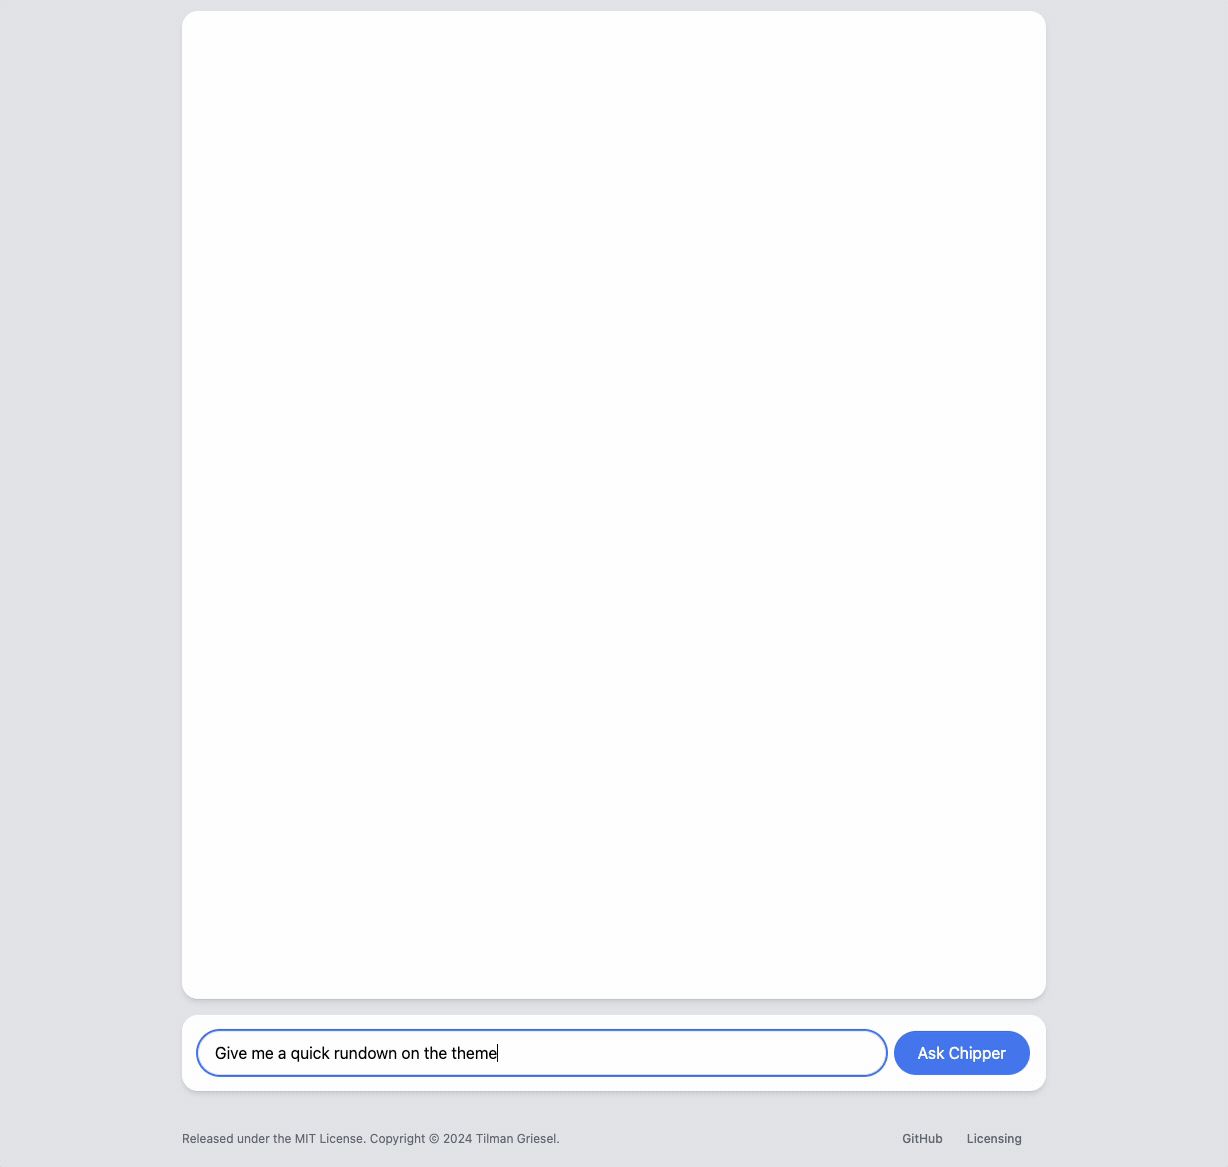 Give me a quick rundown on the theme
Ask Chipper
Released under the MIT License. Copyright © 2024 Tilman Griesel.
GitHub
Licensing